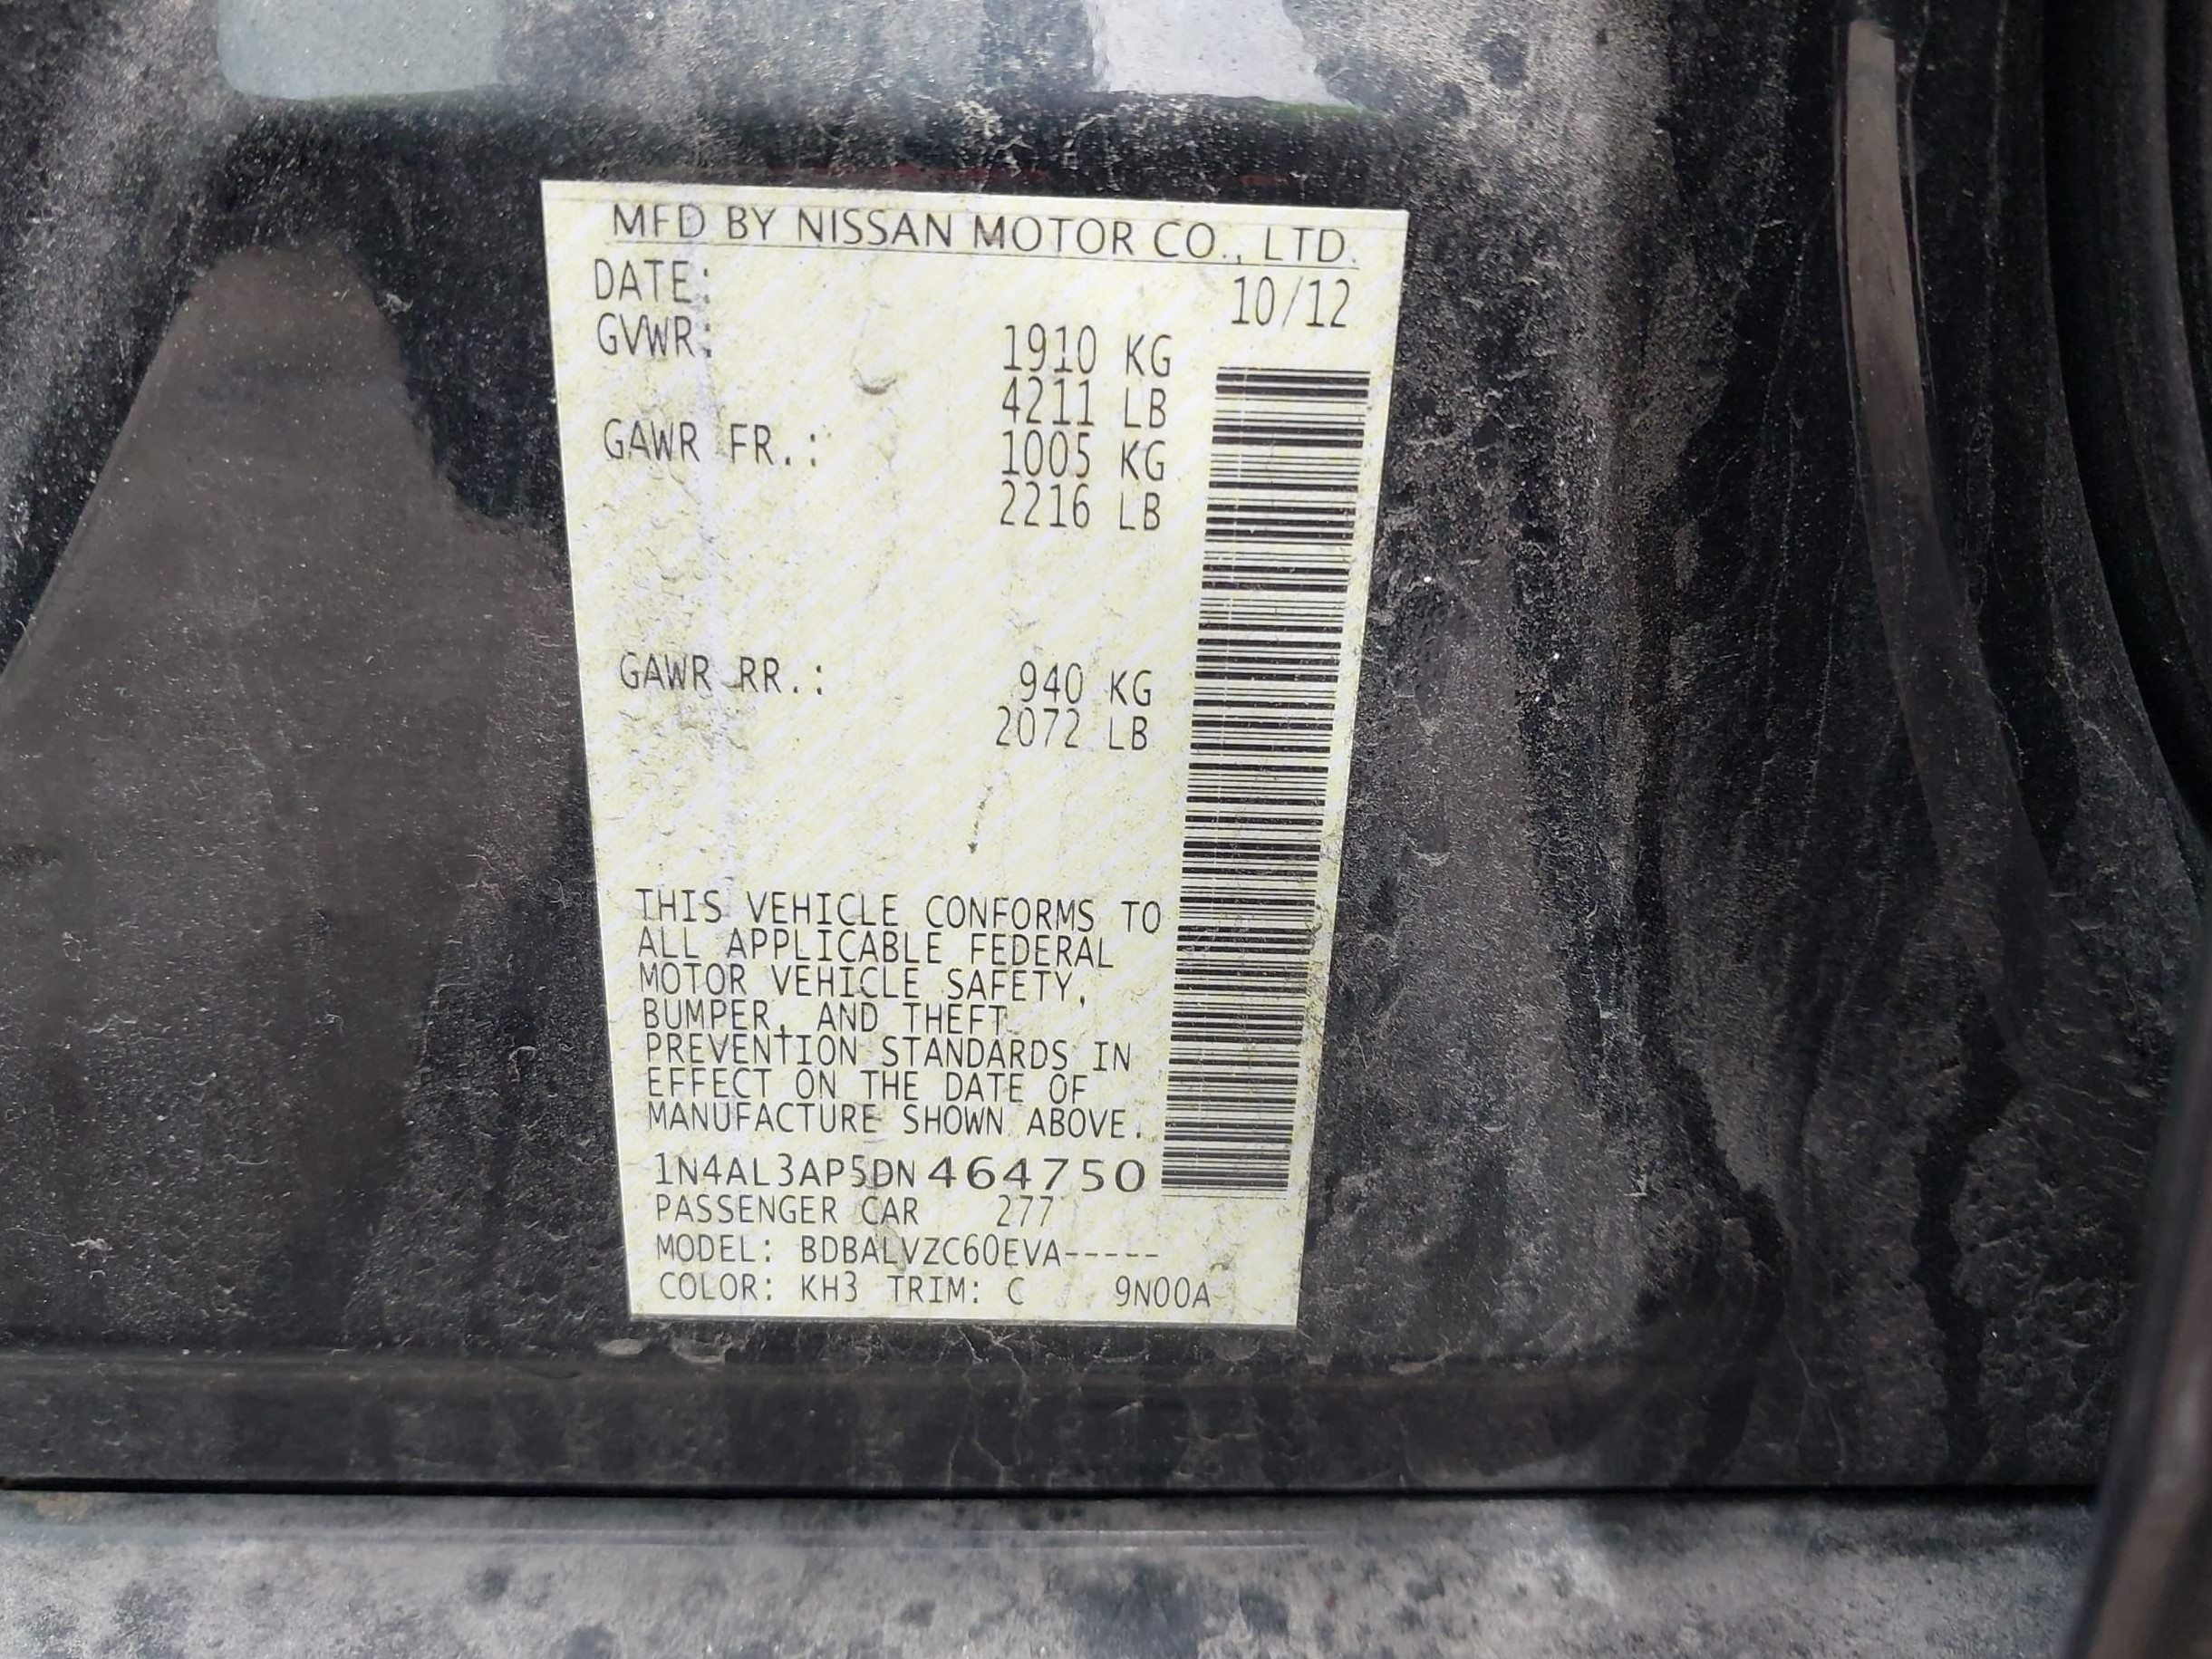 MFD BY NISSAN MOTOR CO., LTD.
DATE: 10/12
GVWR: 1910 KG
4211 LB
GAWR FR.: 1005 KG
2216 LB
GAWR RR.: 940 KG
2072 LB
THIS VEHICLE CONFORMS TO
ALL APPLICABLE FEDERAL
MOTOR VEHICLE SAFETY,
BUMPER, AND THEFT
PREVENTION STANDARDS IN
EFFECT ON THE DATE OF
MANUFACTURE SHOWN ABOVE.
1N4AL3AP5DN464750
PASSENGER CAR 277
MODEL: BDBALVZC60EVA-----
COLOR: KH3 TRIM: C 9N00A